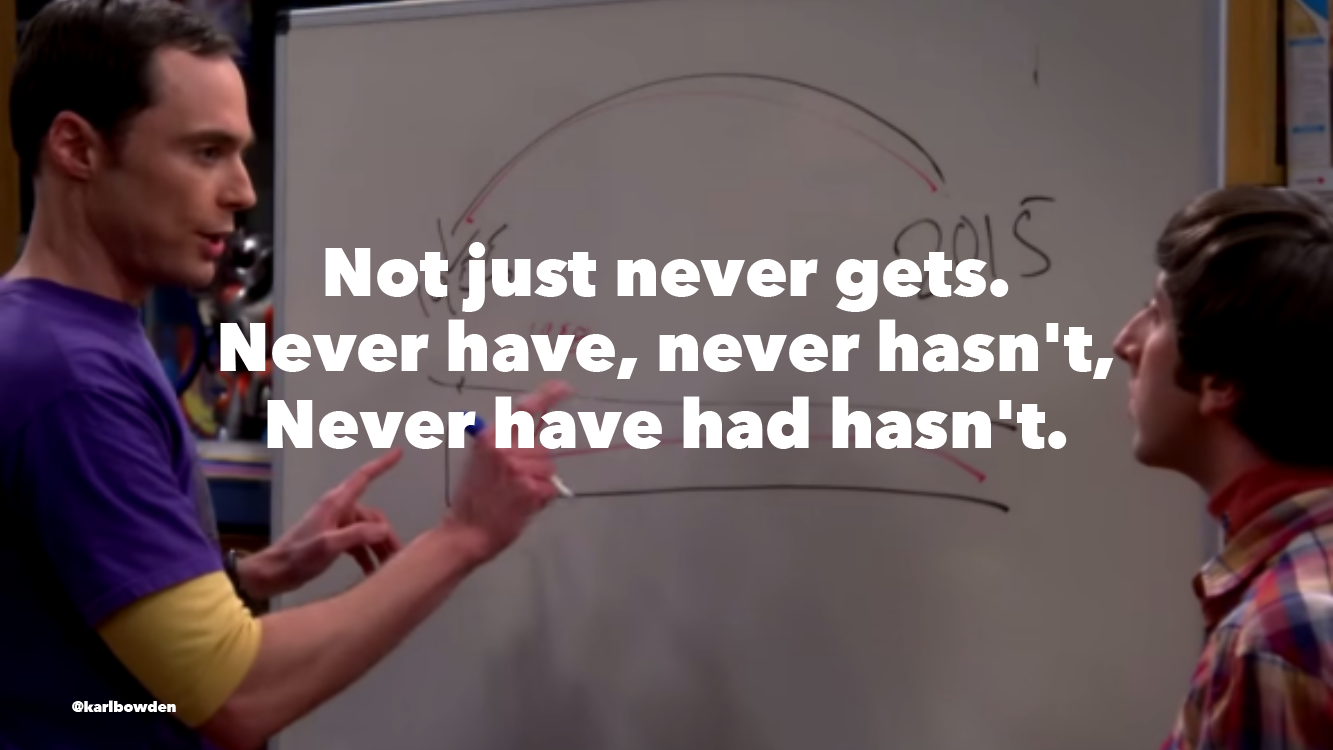 2015
Not just never gets.
Never have, never hasn't,
Never have had hasn't.
@karlbowden